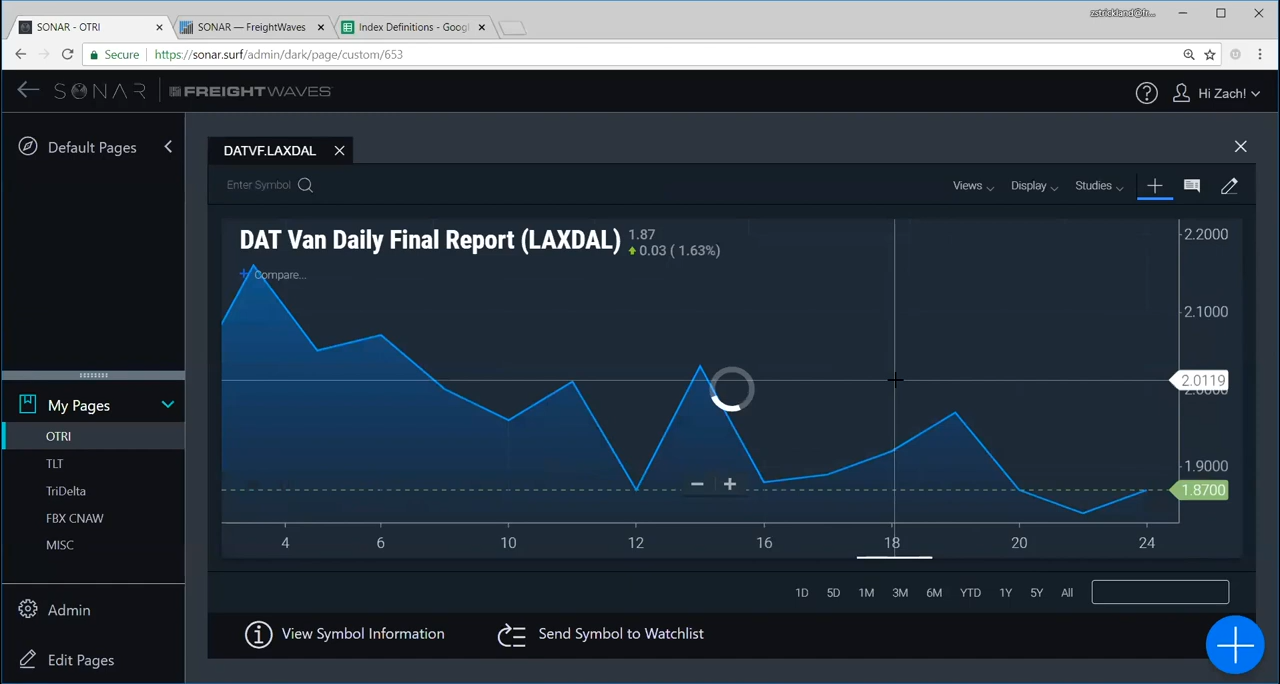 SONAR - OTRI
SONAR — FreightWaves
Index Definitions - Goog
zstrickland@fr...
Secure
https://sonar.surf/admin/dark/page/custom/653
SONAR
FREIGHTWAVES
?
Hi Zach!
Default Pages
DATVF.LAXDAL
Enter Symbol
Views
Display
Studies
DAT Van Daily Final Report (LAXDAL)
1.87
0.03 ( 1.63%)
+ Compare...
2.2000
2.1000
2.0119
2.0000
1.9000
1.8700
4 6 10 12 16 18 20 24
My Pages
OTRI
TLT
TriDelta
FBX CNAW
MISC
1D 5D 1M 3M 6M YTD 1Y 5Y All
Admin
Edit Pages
View Symbol Information
Send Symbol to Watchlist